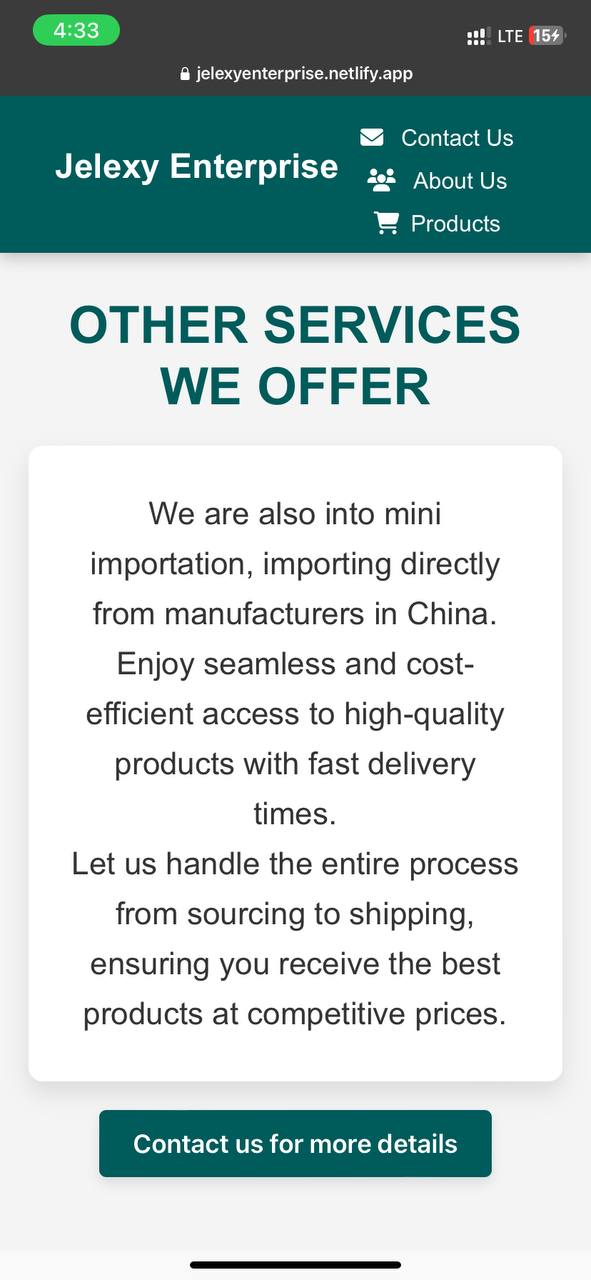 4:33
LTE 15
jelexyenterprise.netlify.app
Jelexy Enterprise
Contact Us
About Us
Products
OTHER SERVICES
WE OFFER
We are also into mini
importation, importing directly
from manufacturers in China.
Enjoy seamless and cost-
efficient access to high-quality
products with fast delivery
times.
Let us handle the entire process
from sourcing to shipping,
ensuring you receive the best
products at competitive prices.
Contact us for more details